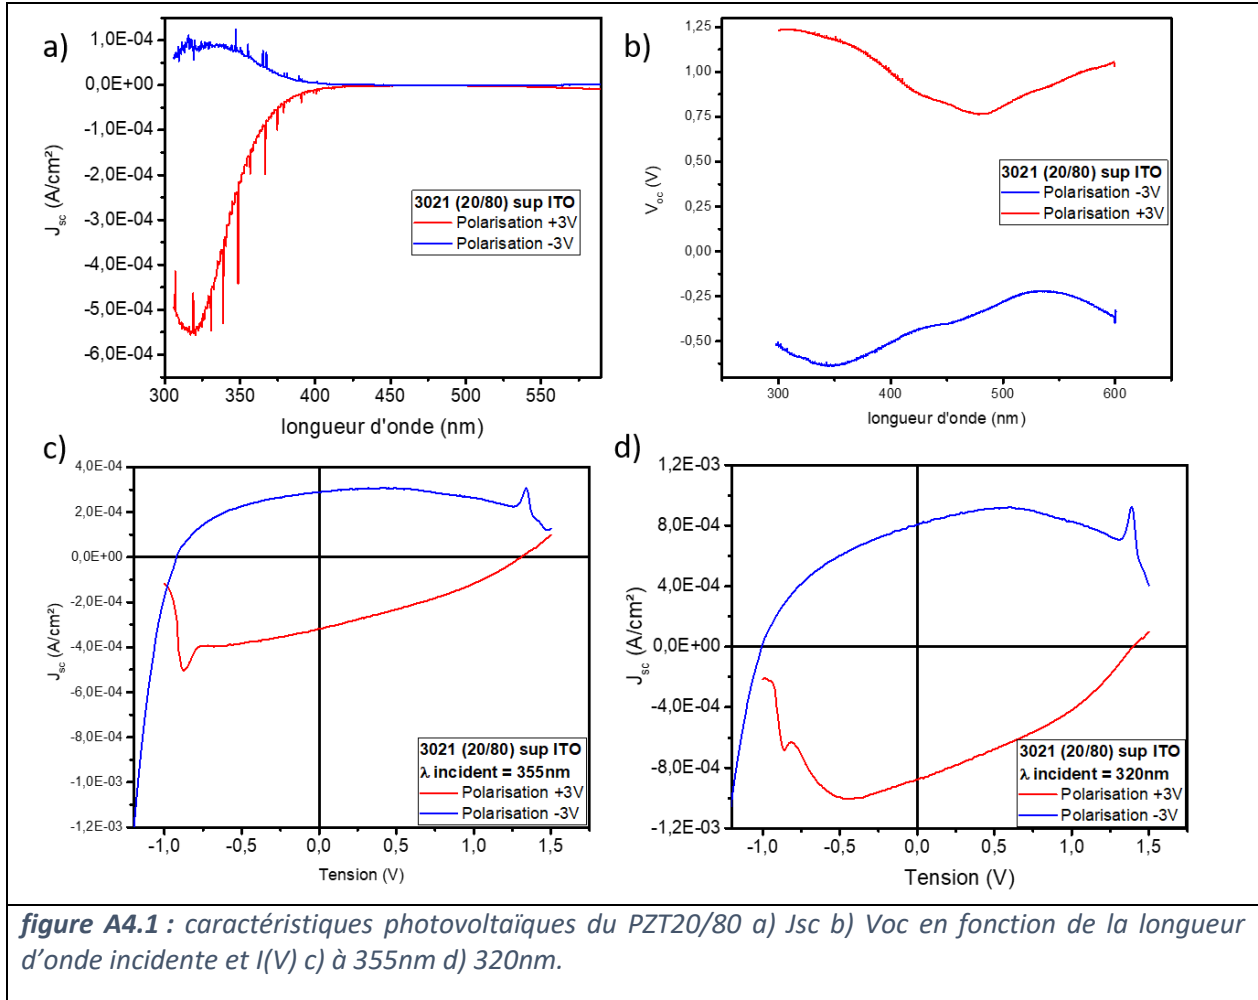 a)
1,0E-04
0,0E+00
-1,0E-04
-2,0E-04
-3,0E-04
-4,0E-04
-5,0E-04
-6,0E-04
Jsc (A/cm²)
3021 (20/80) sup ITO
Polarisation +3V
Polarisation -3V
300 350 400 450 500 550
longueur d'onde (nm)
b)
1,25
1,00
0,75
0,50
0,25
0,00
-0,25
-0,50
Voc (V)
3021 (20/80) sup ITO
Polarisation -3V
Polarisation +3V
300 400 500 600
longueur d'onde (nm)
c)
4,0E-04
2,0E-04
0,0E+00
-2,0E-04
-4,0E-04
-6,0E-04
-8,0E-04
-1,0E-03
-1,2E-03
Jsc (A/cm²)
3021 (20/80) sup ITO
λ incident = 355nm
Polarisation +3V
Polarisation -3V
-1,0 -0,5 0,0 0,5 1,0 1,5
Tension (V)
d)
1,2E-03
8,0E-04
4,0E-04
0,0E+00
-4,0E-04
-8,0E-04
-1,2E-03
Jsc (A/cm²)
3021 (20/80) sup ITO
λ incident = 320nm
Polarisation +3V
Polarisation -3V
-1,0 -0,5 0,0 0,5 1,0 1,5
Tension (V)
figure A4.1 : caractéristiques photovoltaïques du PZT20/80 a) Jsc b) Voc en fonction de la longueur
d'onde incidente et I(V) c) à 355nm d) 320nm.